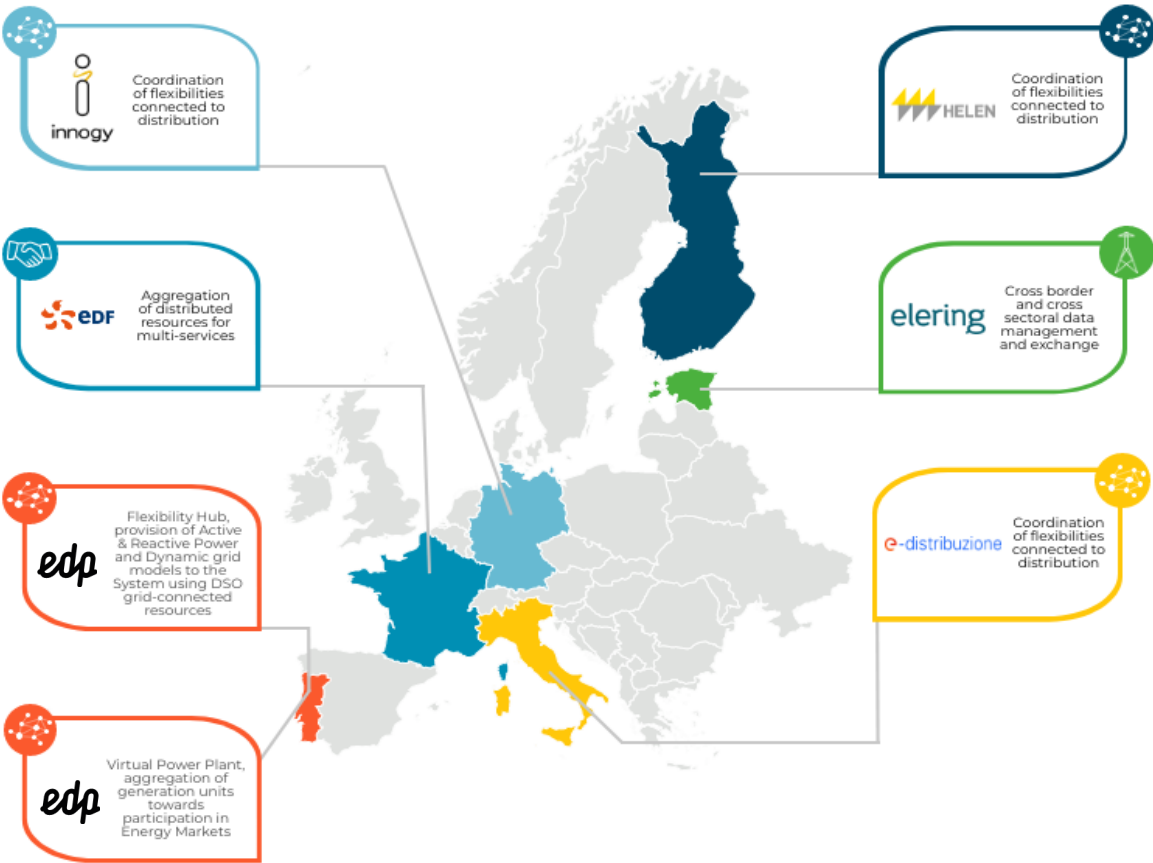 innogy
Coordination
of flexibilities
connected to
distribution
HELEN
Coordination
of flexibilities
connected to
distribution
eDF
Aggregation
of distributed
resources for
multi-services
elering
Cross border
and cross
sectoral data
management
and exchange
edp
Flexibility Hub,
provision of Active
& Reactive Power
and Dynamic grid
models to the
System using DSO
grid-connected
resources
e-distribuzione
Coordination
of flexibilities
connected to
distribution
edp
Virtual Power Plant,
aggregation of
generation units
towards
participation in
Energy Markets